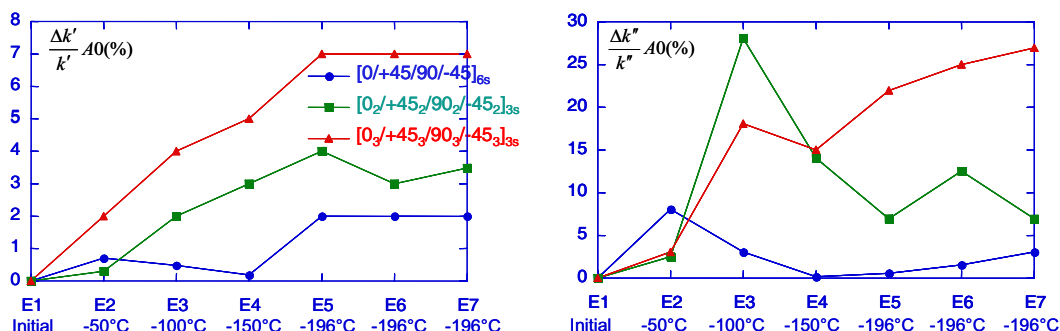 8
7
6
5
4
3
2
1
0
Δk′/k′ A0(%)
[0/+45/90/-45]6s
[02/+452/902/-452]3s
[03/+453/903/-453]3s
E1 E2 E3 E4 E5 E6 E7
Initial -50°C -100°C -150°C -196°C -196°C -196°C
30
25
20
15
10
5
0
Δk″/k″ A0(%)
E1 E2 E3 E4 E5 E6 E7
Initial -50°C -100°C -150°C -196°C -196°C -196°C